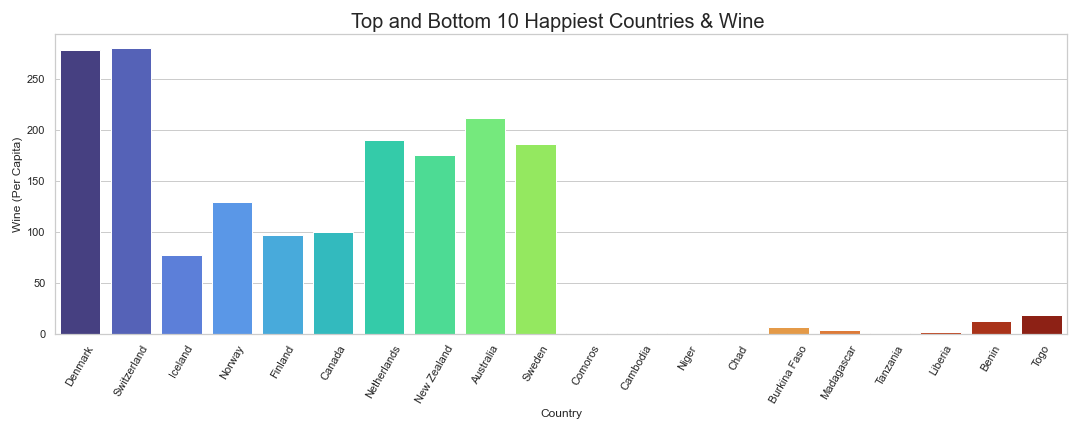 Top and Bottom 10 Happiest Countries & Wine
Wine (Per Capita)
250
200
150
100
50
0
Denmark
Switzerland
Iceland
Norway
Finland
Canada
Netherlands
New Zealand
Australia
Sweden
Comoros
Cambodia
Niger
Chad
Burkina Faso
Madagascar
Tanzania
Liberia
Benin
Togo
Country